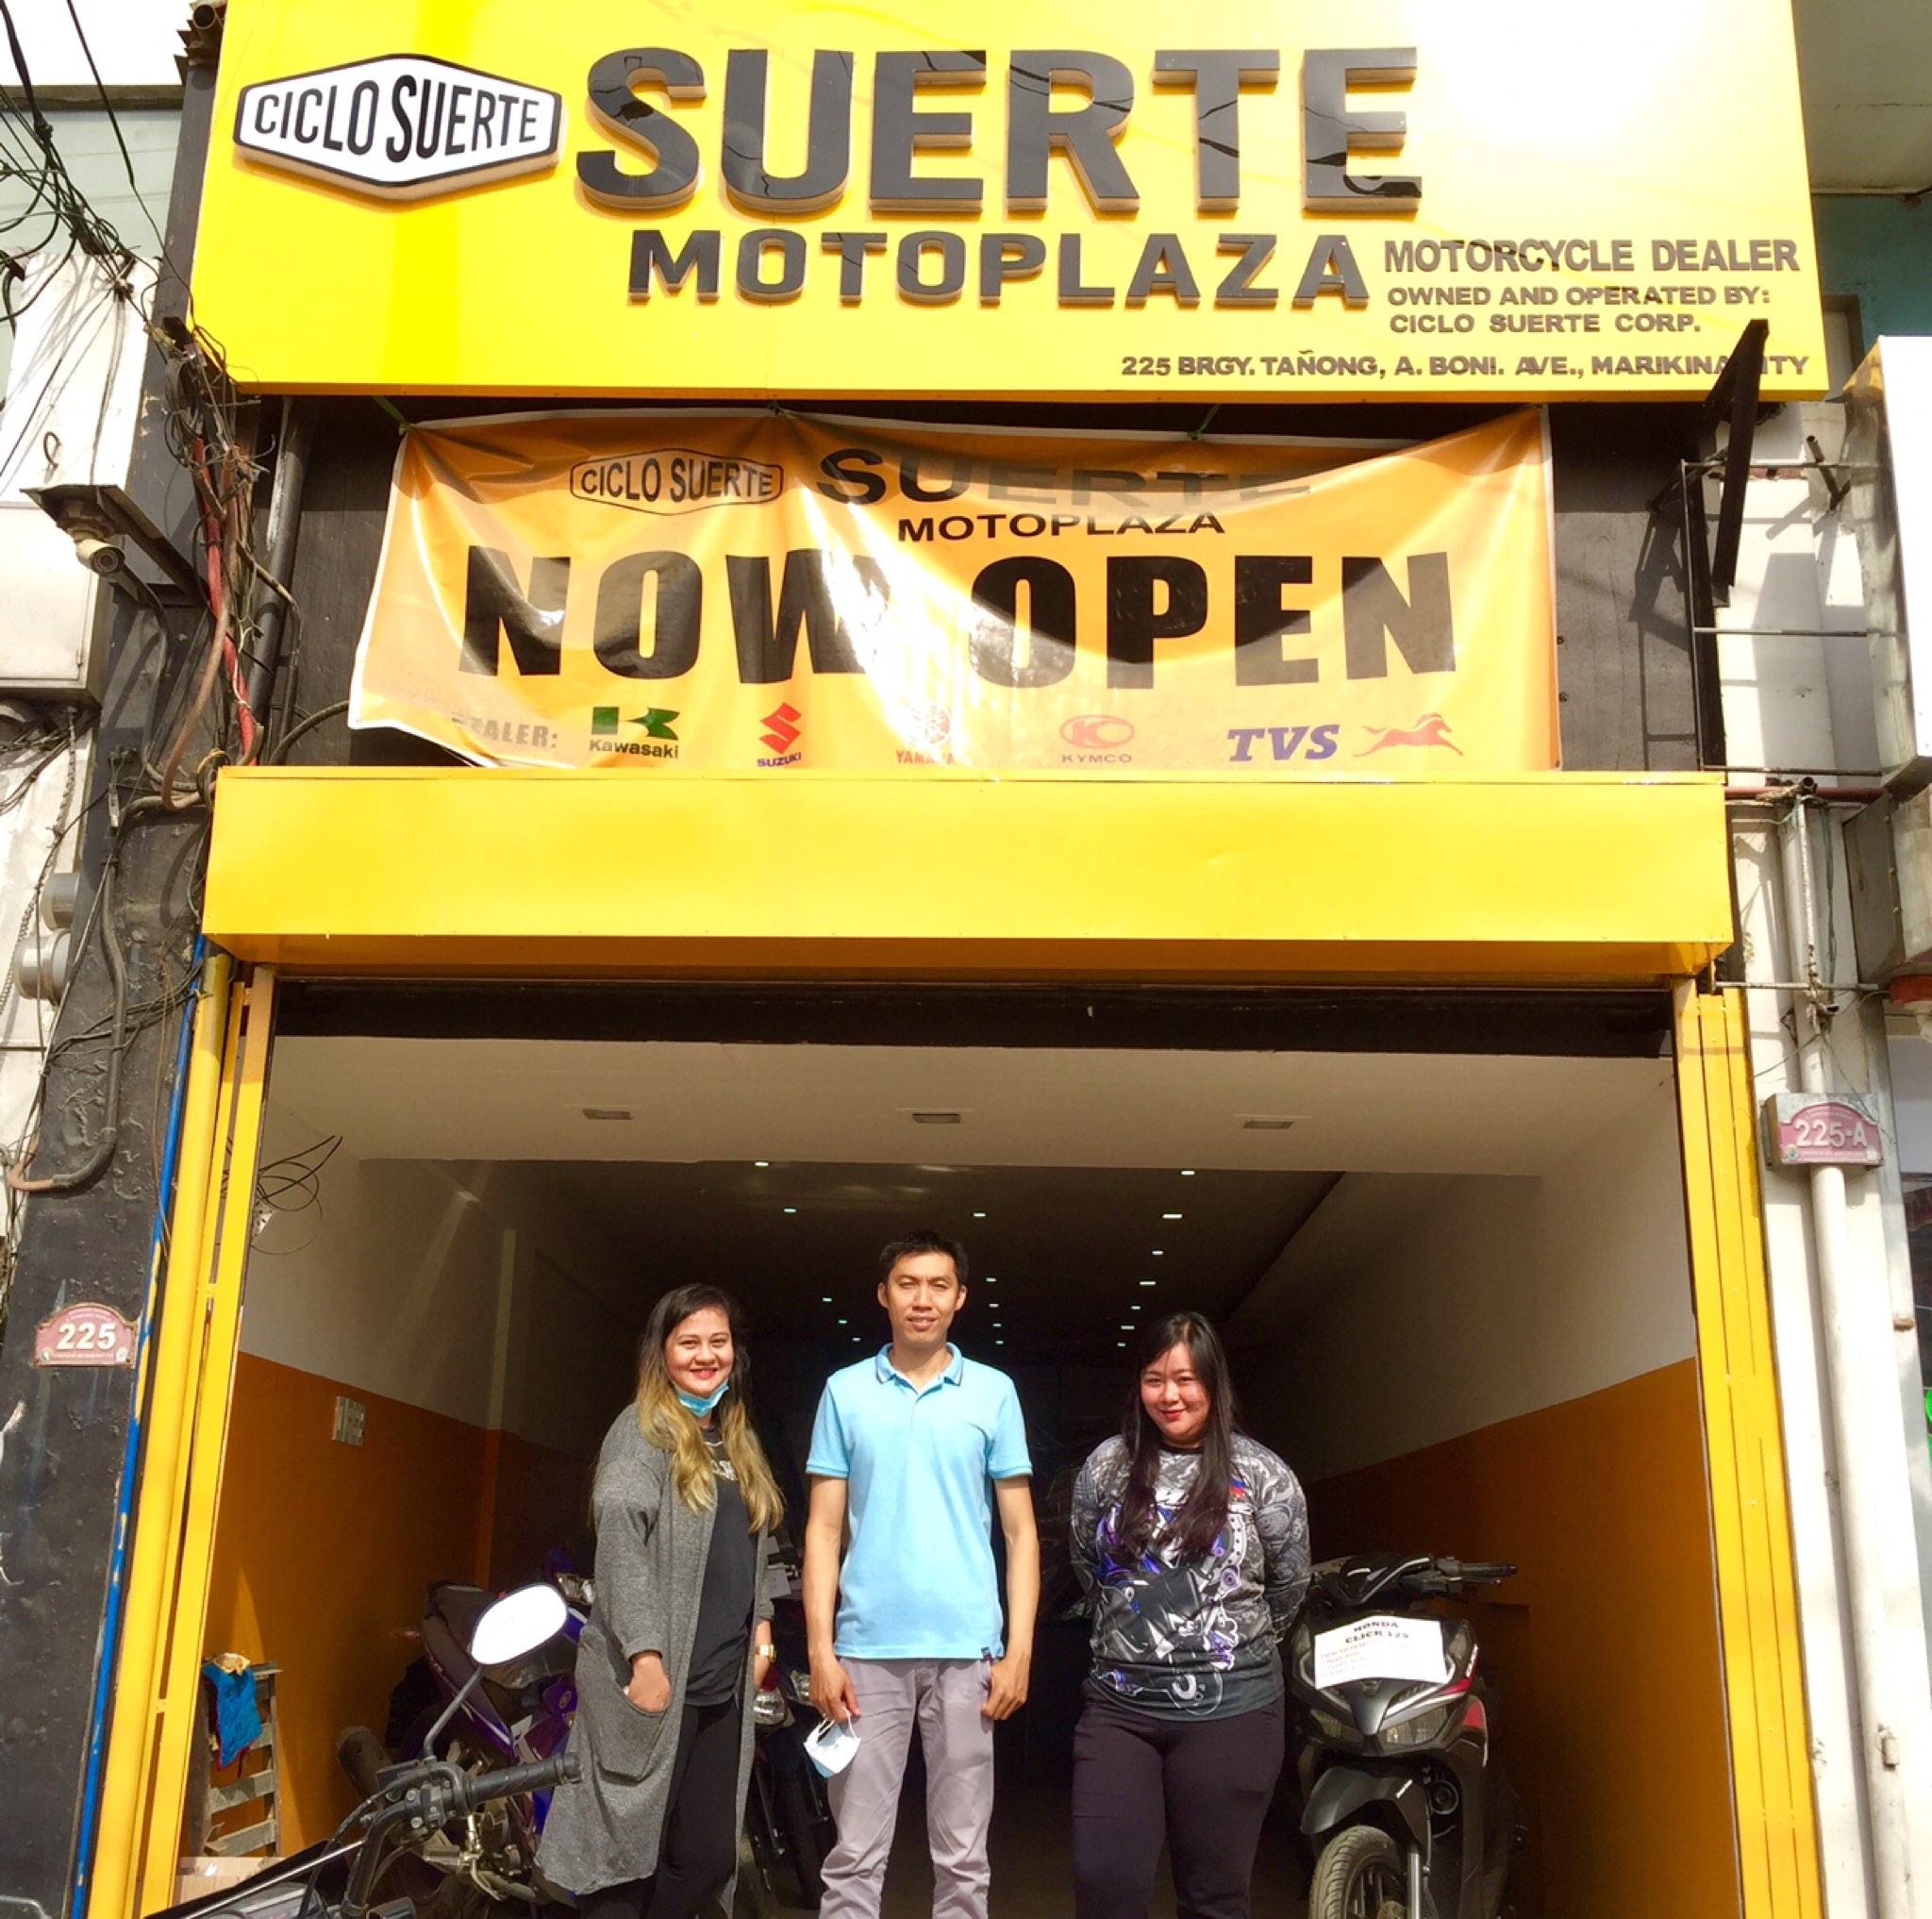 CICLO SUERTE
SUERTE
MOTOPLAZA
MOTORCYCLE DEALER
OWNED AND OPERATED BY:
CICLO SUERTE CORP.
225 BRGY. TAÑONG, A. BONI. AVE., MARIKINA
CICLO SUERTE
SUERTE
MOTOPLAZA
NOW OPEN
DEALER:
Kawasaki
SUZUKI
YAMAHA
KYMCO
TVS
225-A
225
HONDA
CLICK 125